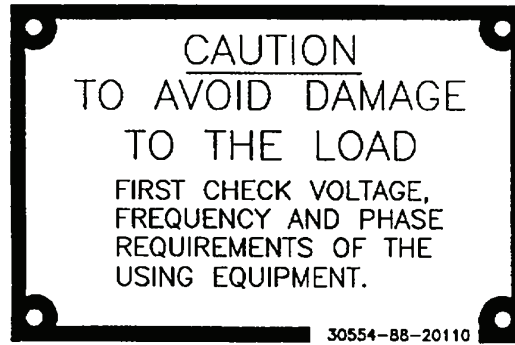 CAUTION
TO AVOID DAMAGE
TO THE LOAD
FIRST CHECK VOLTAGE,
FREQUENCY AND PHASE
REQUIREMENTS OF THE
USING EQUIPMENT.
30554-88-20110